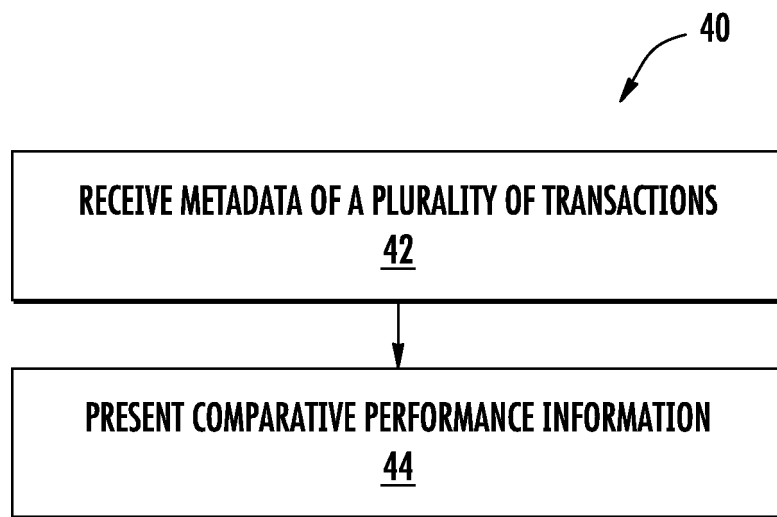 40
RECEIVE METADATA OF A PLURALITY OF TRANSACTIONS
42
PRESENT COMPARATIVE PERFORMANCE INFORMATION
44